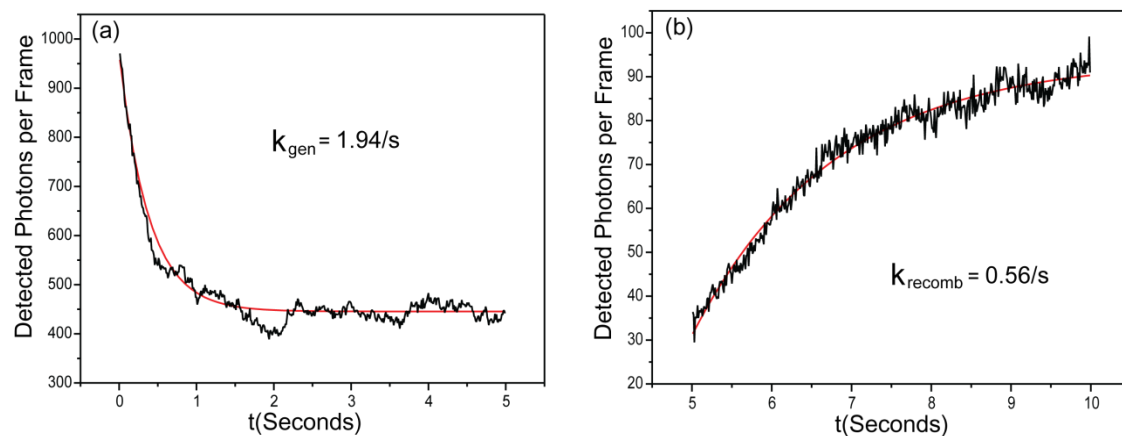 (a)
Detected Photons per Frame
1000
900
800
700
600
500
400
300
k_gen = 1.94/s
0 1 2 3 4 5
t(Seconds)
(b)
Detected Photons per Frame
100
90
80
70
60
50
40
30
20
k_recomb = 0.56/s
5 6 7 8 9 10
t(Seconds)